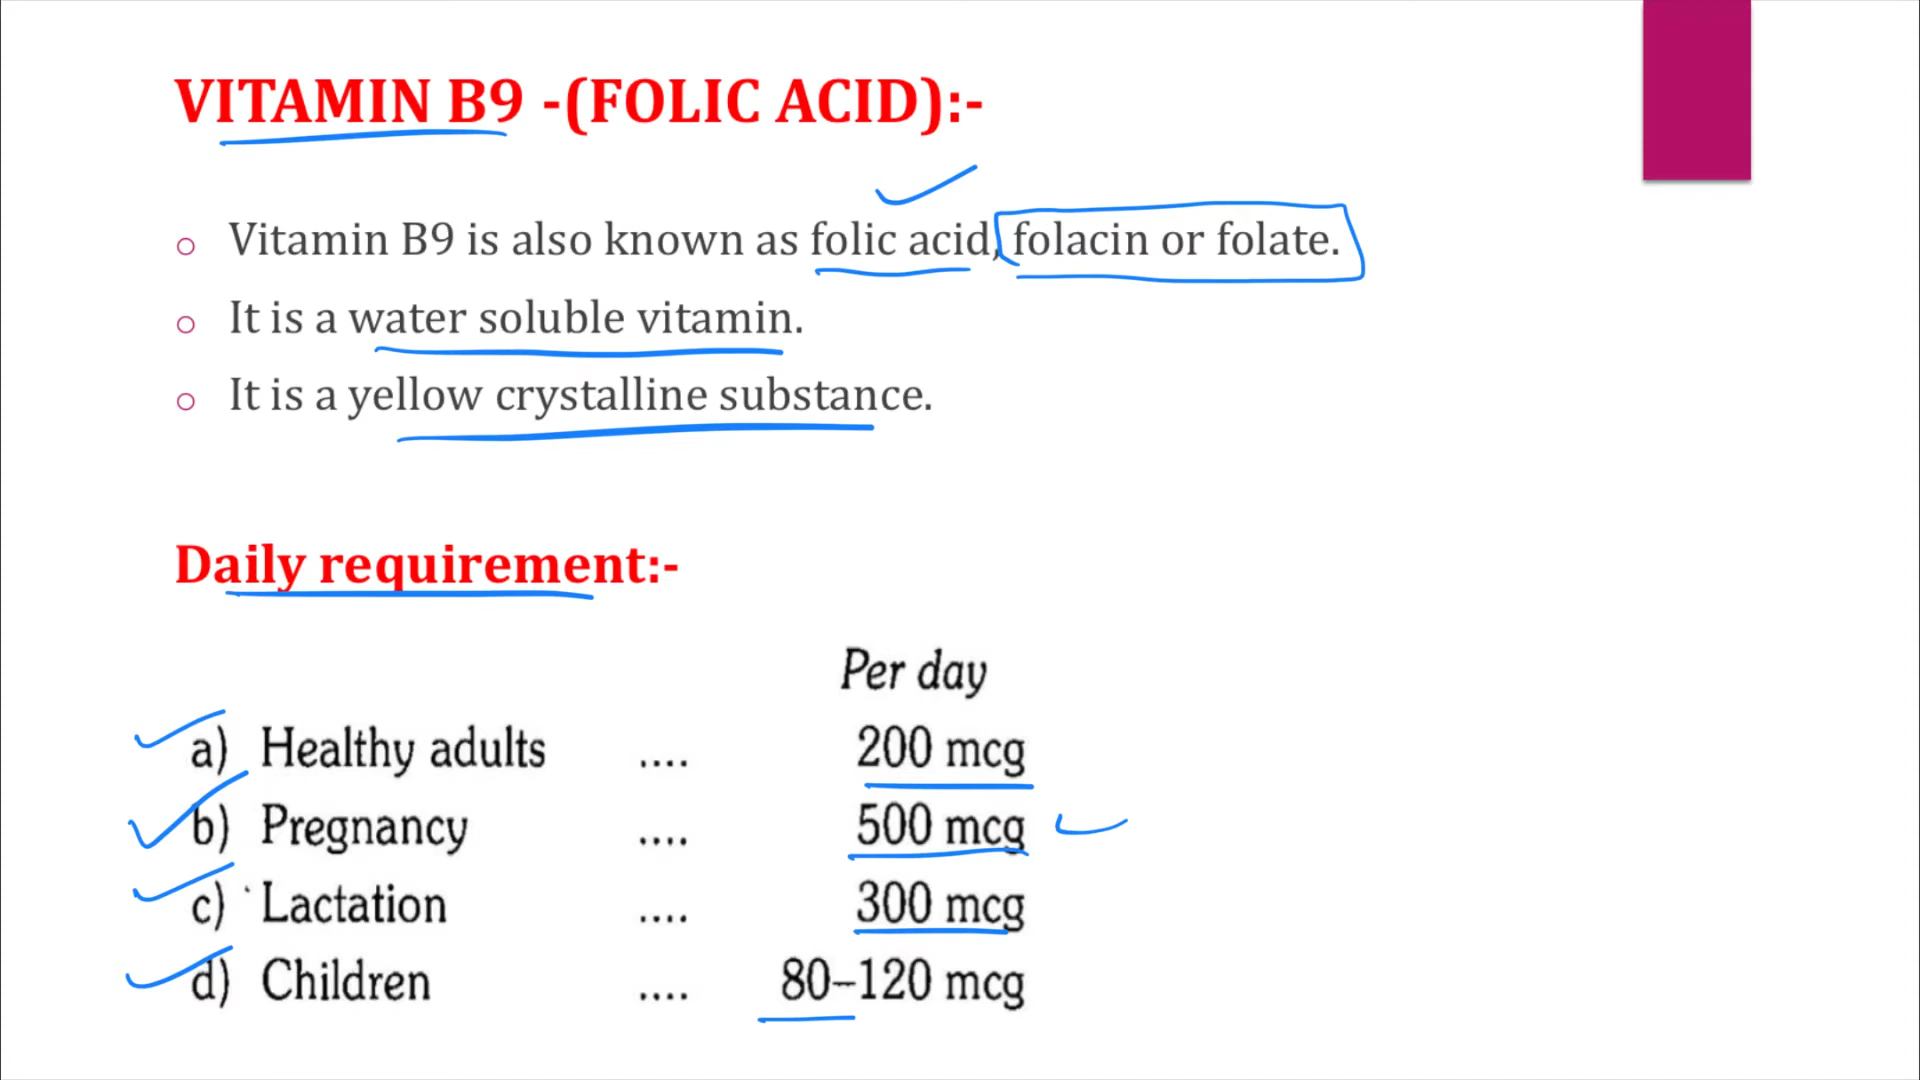 VITAMIN B9 -(FOLIC ACID):-
Vitamin B9 is also known as folic acid, folacin or folate.
It is a water soluble vitamin.
It is a yellow crystalline substance.
Daily requirement:-
Per day
a) Healthy adults .... 200 mcg
b) Pregnancy .... 500 mcg
c) Lactation .... 300 mcg
d) Children .... 80–120 mcg